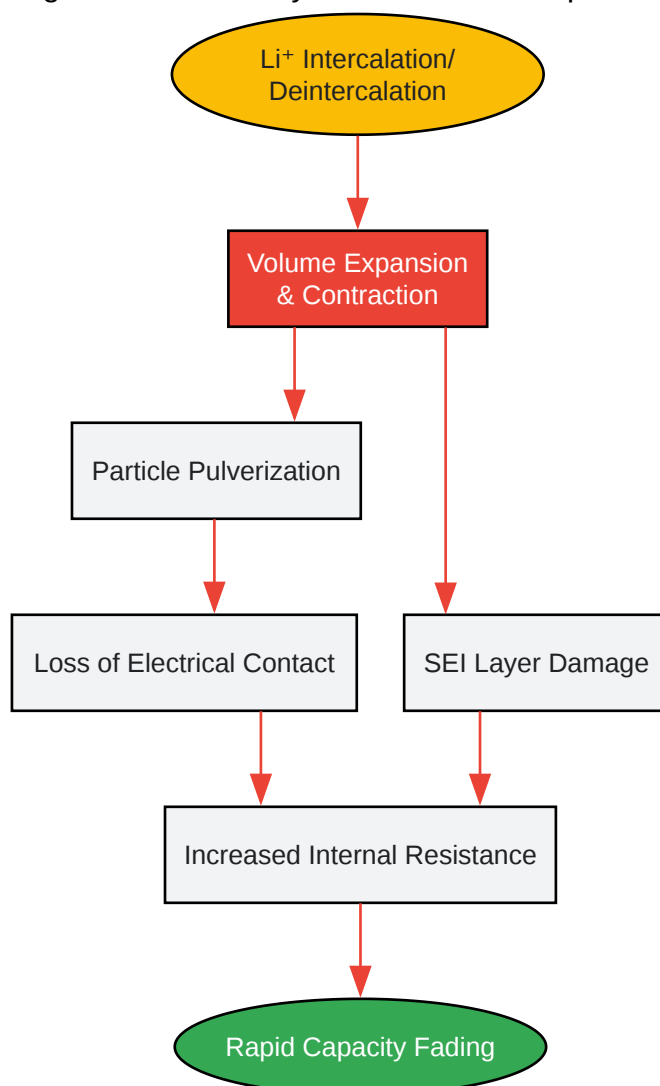 Li⁺ Intercalation/
Deintercalation
Volume Expansion
& Contraction
Particle Pulverization
Loss of Electrical Contact
SEI Layer Damage
Increased Internal Resistance
Rapid Capacity Fading